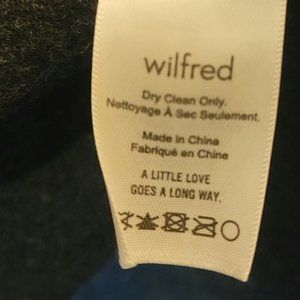 wilfred
Dry Clean Only.
Nettoyage À Sec Seulement.
Made in China
Fabriqué en Chine
A LITTLE LOVE
GOES A LONG WAY.